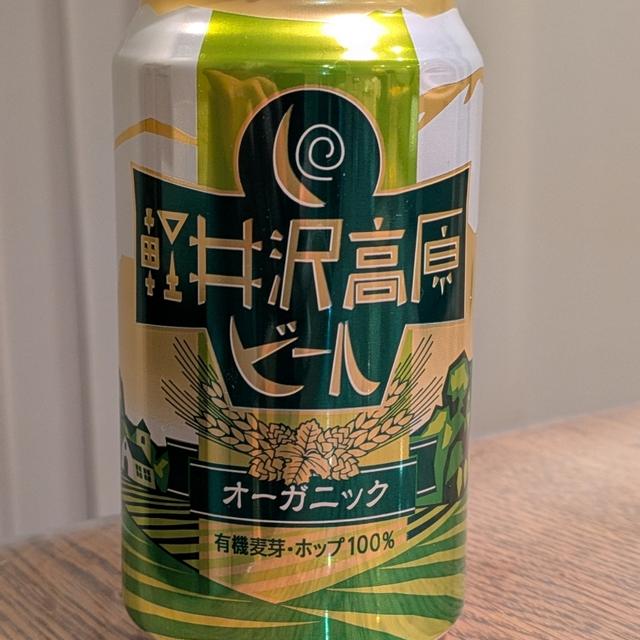 軽井沢高原
ビール
オーガニック
有機麦芽・ホップ100%